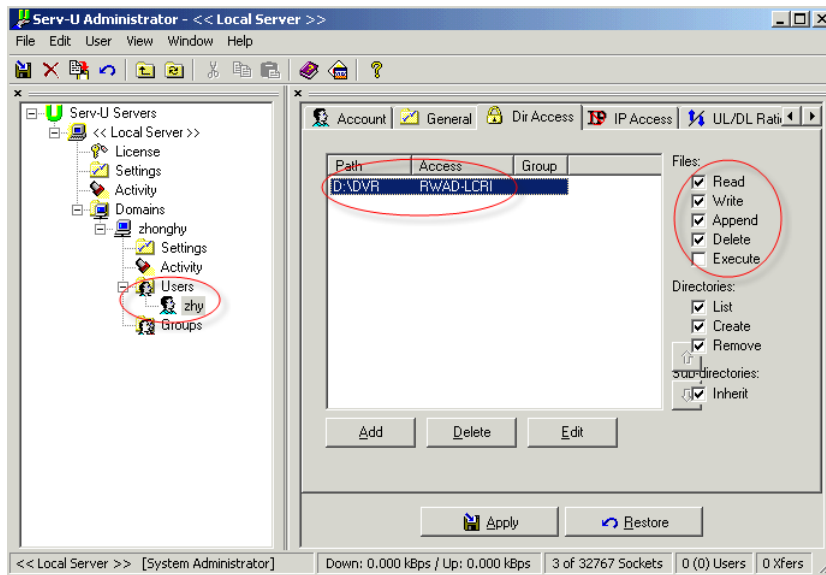 Serv-U Administrator - << Local Server >>
File Edit User View Window Help
Serv-U Servers
<< Local Server >>
License
Settings
Activity
Domains
zhonghy
Settings
Activity
Users
zhy
Groups
Account General Dir Access IP Access UL/DL Rati
Path Access Group
D:\DVR RWAD-LCRI
Files:
Read
Write
Append
Delete
Execute
Directories:
List
Create
Remove
Sub-directories:
Inherit
Add Delete Edit
Apply Restore
<< Local Server >> [System Administrator] Down: 0.000 kBps / Up: 0.000 kBps 3 of 32767 Sockets 0 (0) Users 0 Xfers